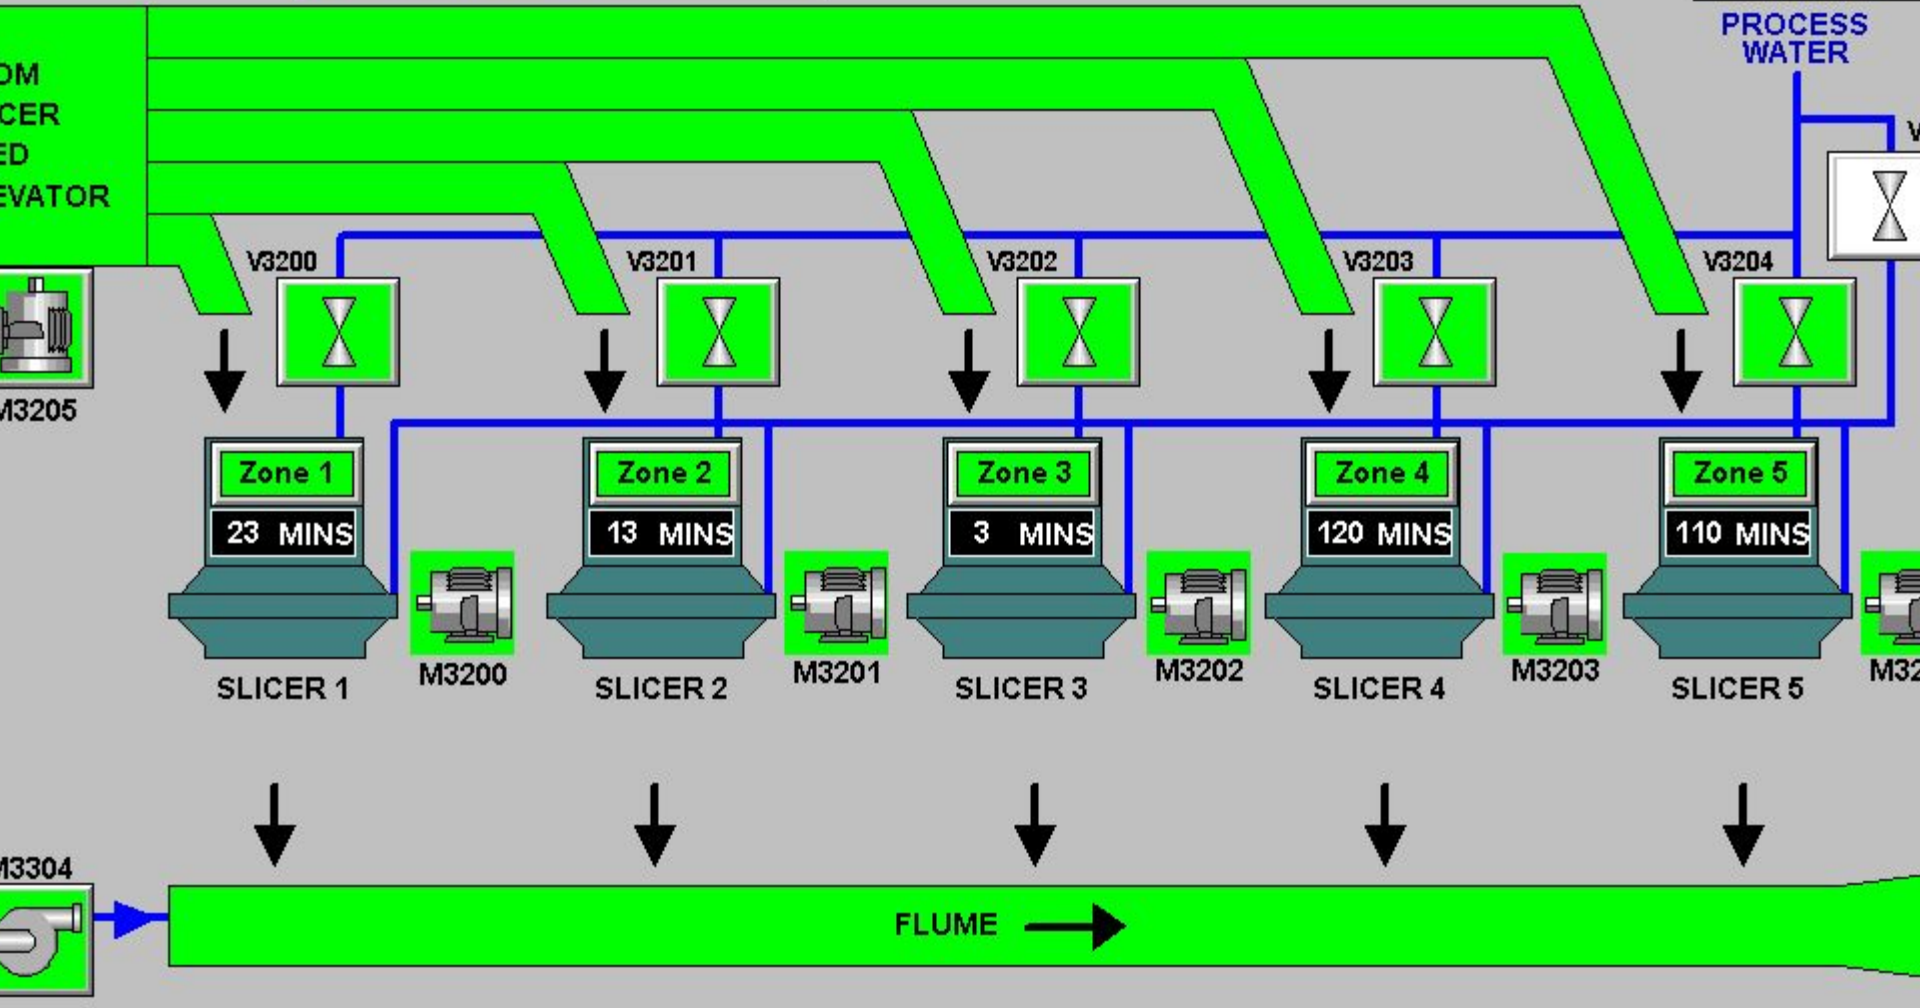 PROCESS
WATER
OM
CER
ED
EVATOR
V3200
V3201
V3202
V3203
V3204
M3205
Zone 1
Zone 2
Zone 3
Zone 4
Zone 5
23 MINS
13 MINS
3 MINS
120 MINS
110 MINS
M3200
M3201
M3202
M3203
M32
SLICER 1
SLICER 2
SLICER 3
SLICER 4
SLICER 5
M3304
FLUME